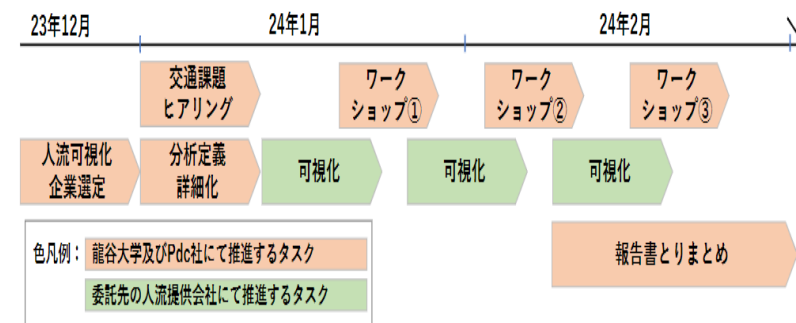 23年12月
24年1月
24年2月
交通課題
ヒアリング
ワーク
ショップ①
ワーク
ショップ②
ワーク
ショップ③
人流可視化
企業選定
分析定義
詳細化
可視化
可視化
可視化
報告書とりまとめ
色凡例：
龍谷大学及びPdc社にて推進するタスク
委託先の人流提供会社にて推進するタスク